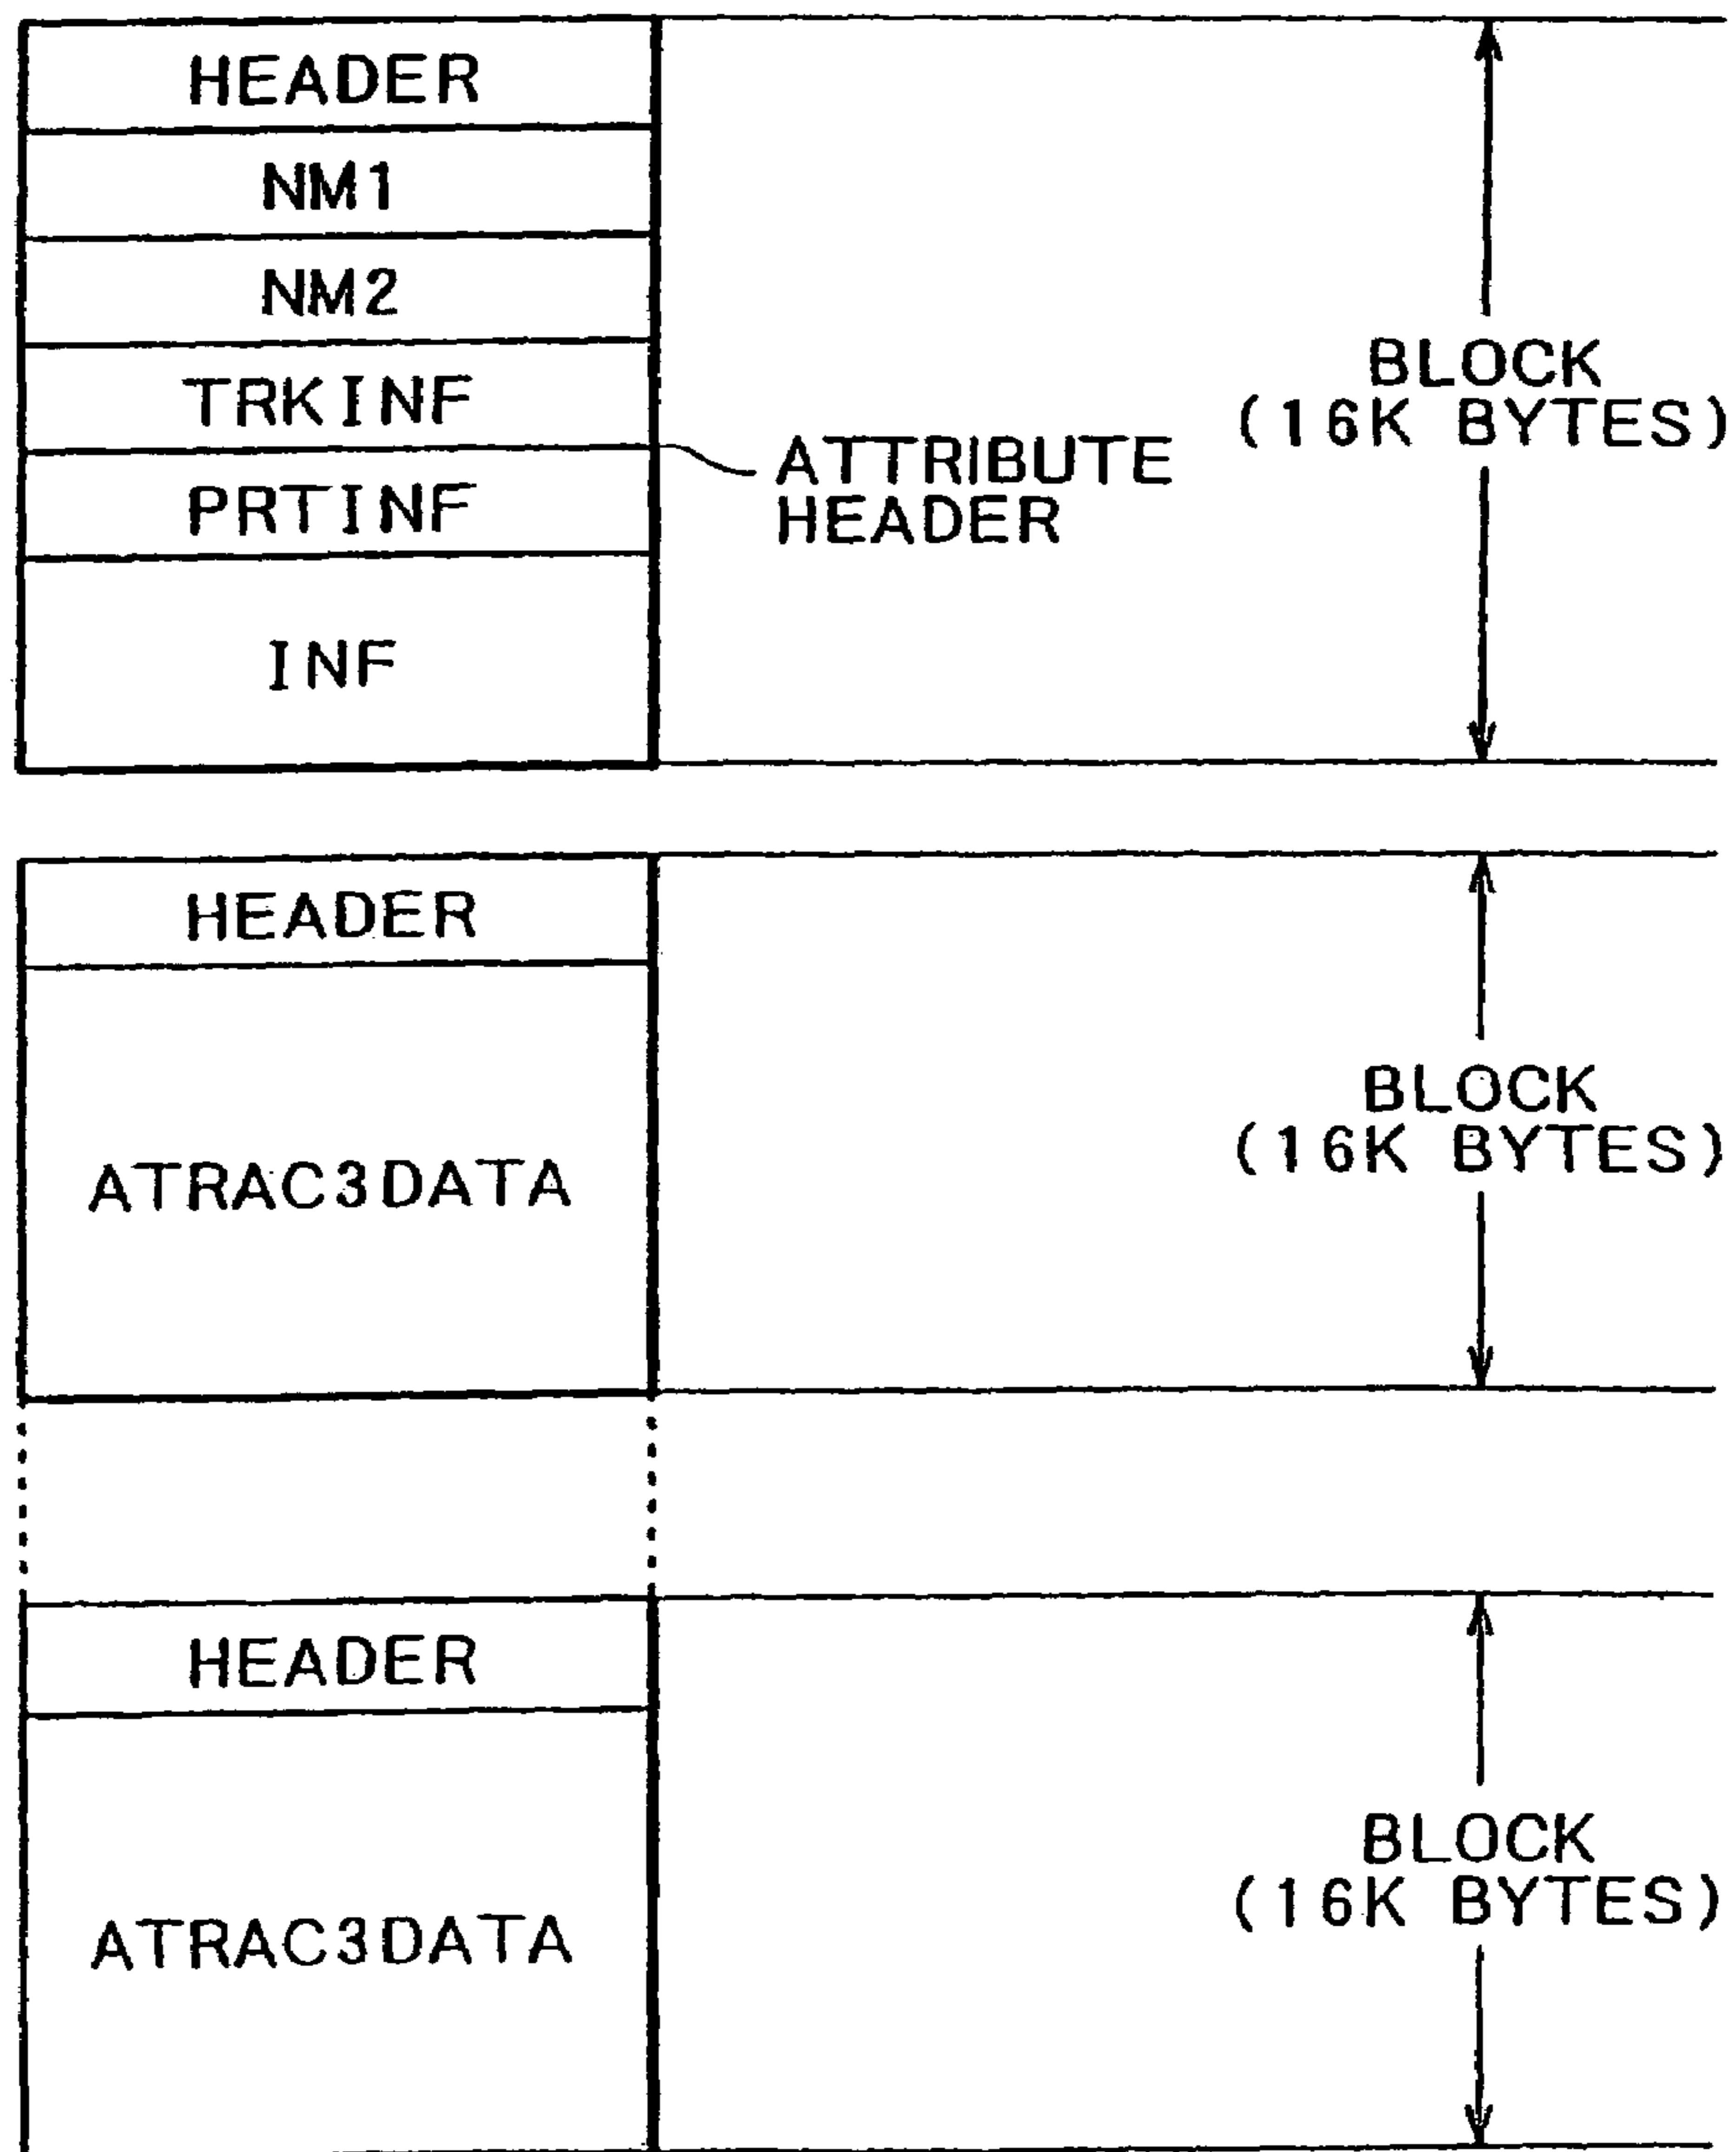 HEADER
NM1
NM2
TRKINF
PRTINF
INF
ATTRIBUTE
HEADER
BLOCK
(16K BYTES)
HEADER
ATRAC3DATA
BLOCK
(16K BYTES)
HEADER
ATRAC3DATA
BLOCK
(16K BYTES)